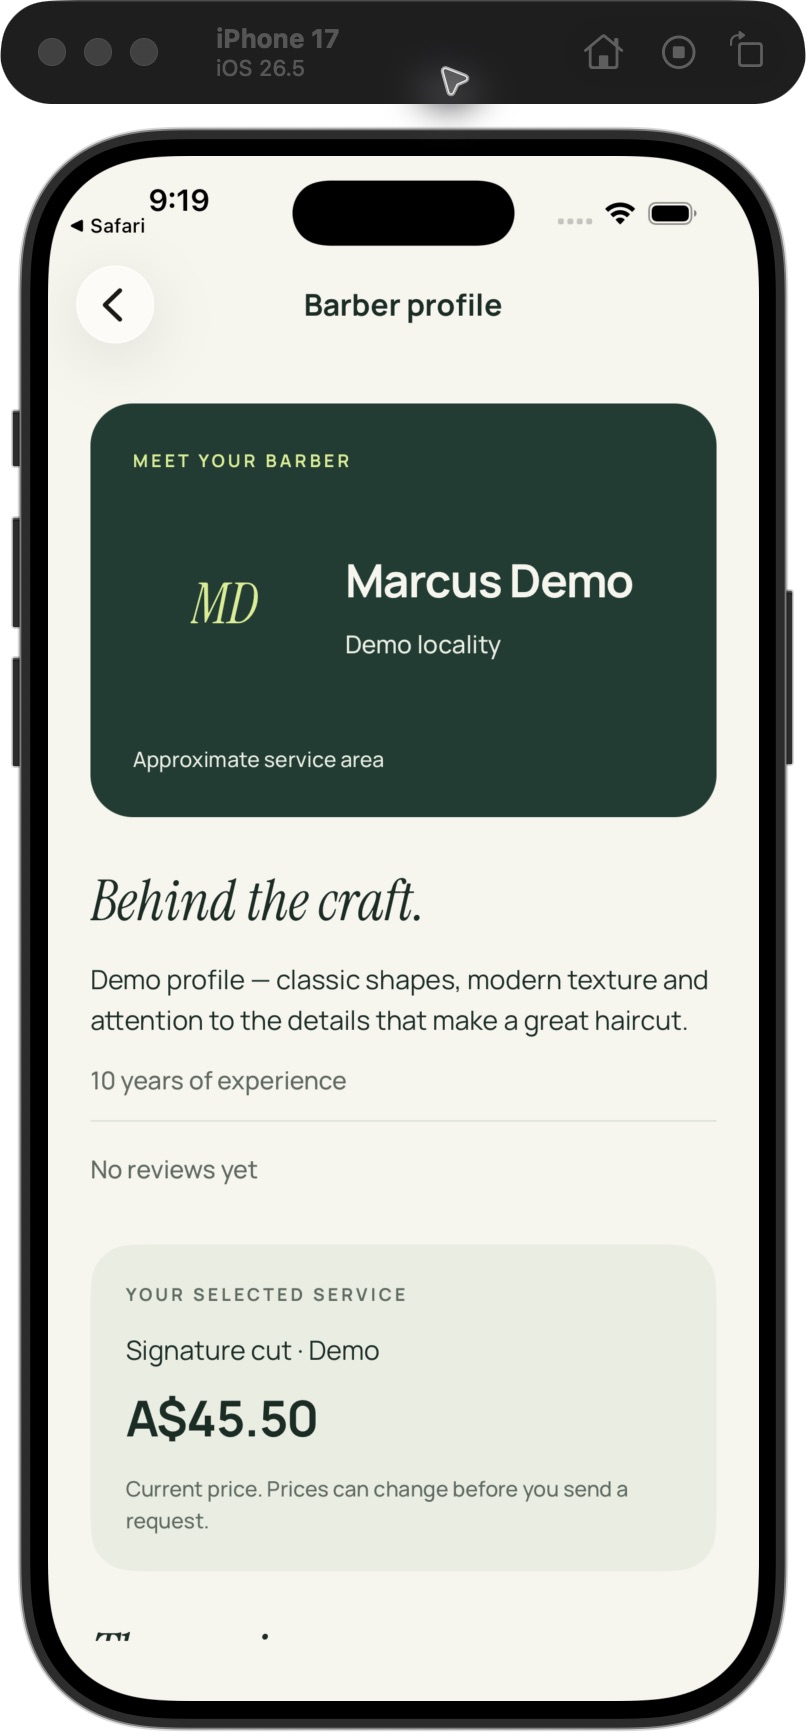 iPhone 17
iOS 26.5
9:19
Safari
Barber profile
MEET YOUR BARBER
MD
Marcus Demo
Demo locality
Approximate service area
Behind the craft.
Demo profile — classic shapes, modern texture and
attention to the details that make a great haircut.
10 years of experience
No reviews yet
YOUR SELECTED SERVICE
Signature cut · Demo
A$45.50
Current price. Prices can change before you send a
request.